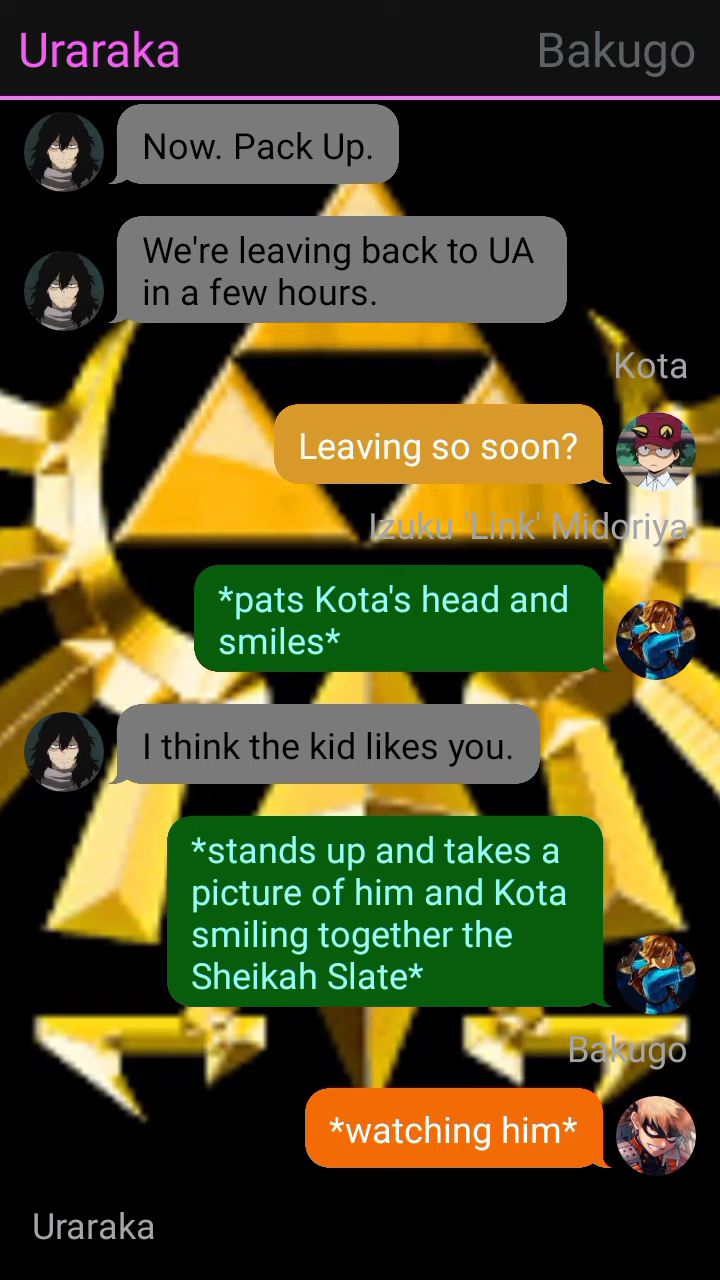 Uraraka
Bakugo
Now. Pack Up.
We're leaving back to UA
in a few hours.
Kota
Leaving so soon?
Izuku 'Link' Midoriya
*pats Kota's head and
smiles*
I think the kid likes you.
*stands up and takes a
picture of him and Kota
smiling together the
Sheikah Slate*
Bakugo
*watching him*
Uraraka